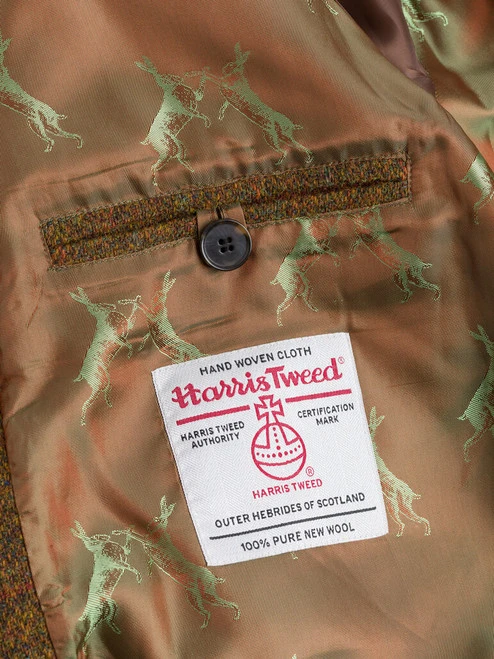 HAND WOVEN CLOTH
Harris Tweed®
HARRIS TWEED CERTIFICATION
AUTHORITY MARK
®
HARRIS TWEED
OUTER HEBRIDES OF SCOTLAND
100% PURE NEW WOOL